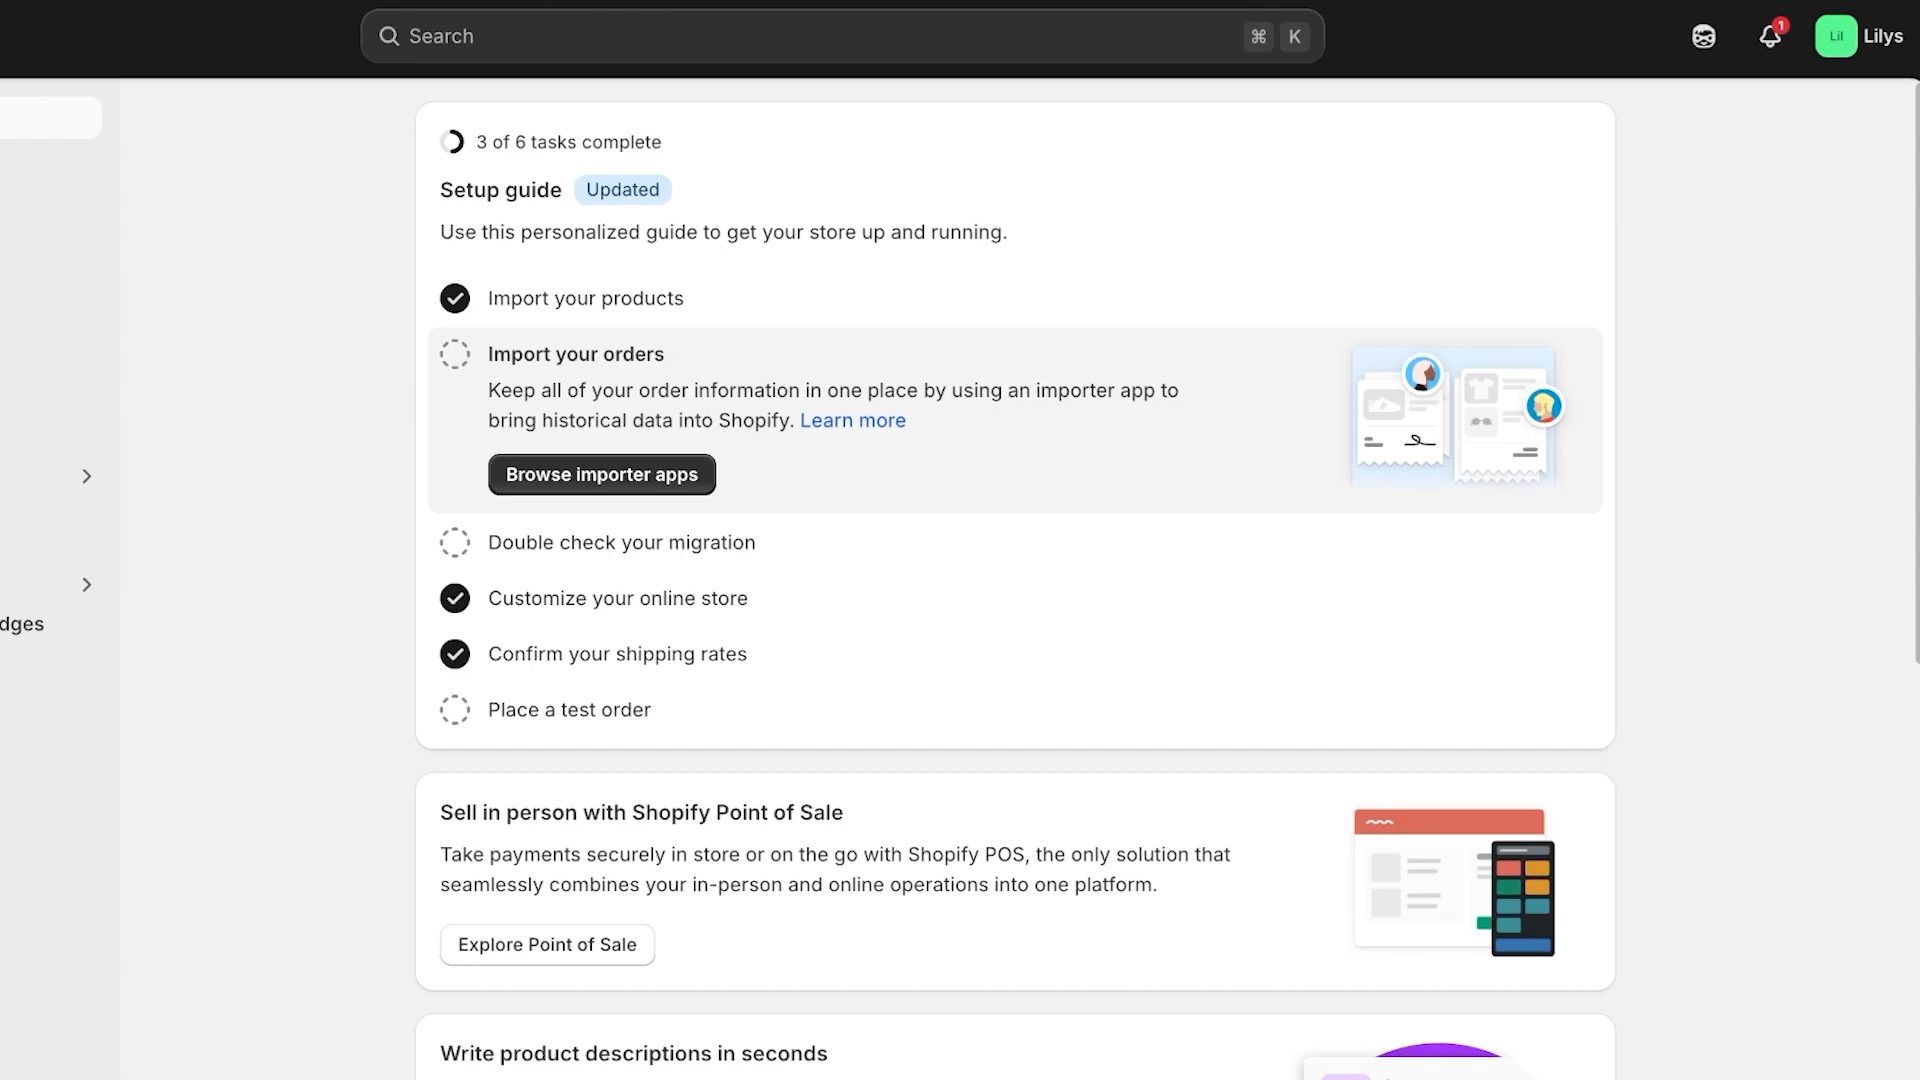 Search
⌘ K
1
Lil
Lilys
3 of 6 tasks complete
Setup guide
Updated
Use this personalized guide to get your store up and running.
Import your products
Import your orders
Keep all of your order information in one place by using an importer app to
bring historical data into Shopify. Learn more
Browse importer apps
Double check your migration
Customize your online store
dges
Confirm your shipping rates
Place a test order
Sell in person with Shopify Point of Sale
Take payments securely in store or on the go with Shopify POS, the only solution that
seamlessly combines your in-person and online operations into one platform.
Explore Point of Sale
Write product descriptions in seconds